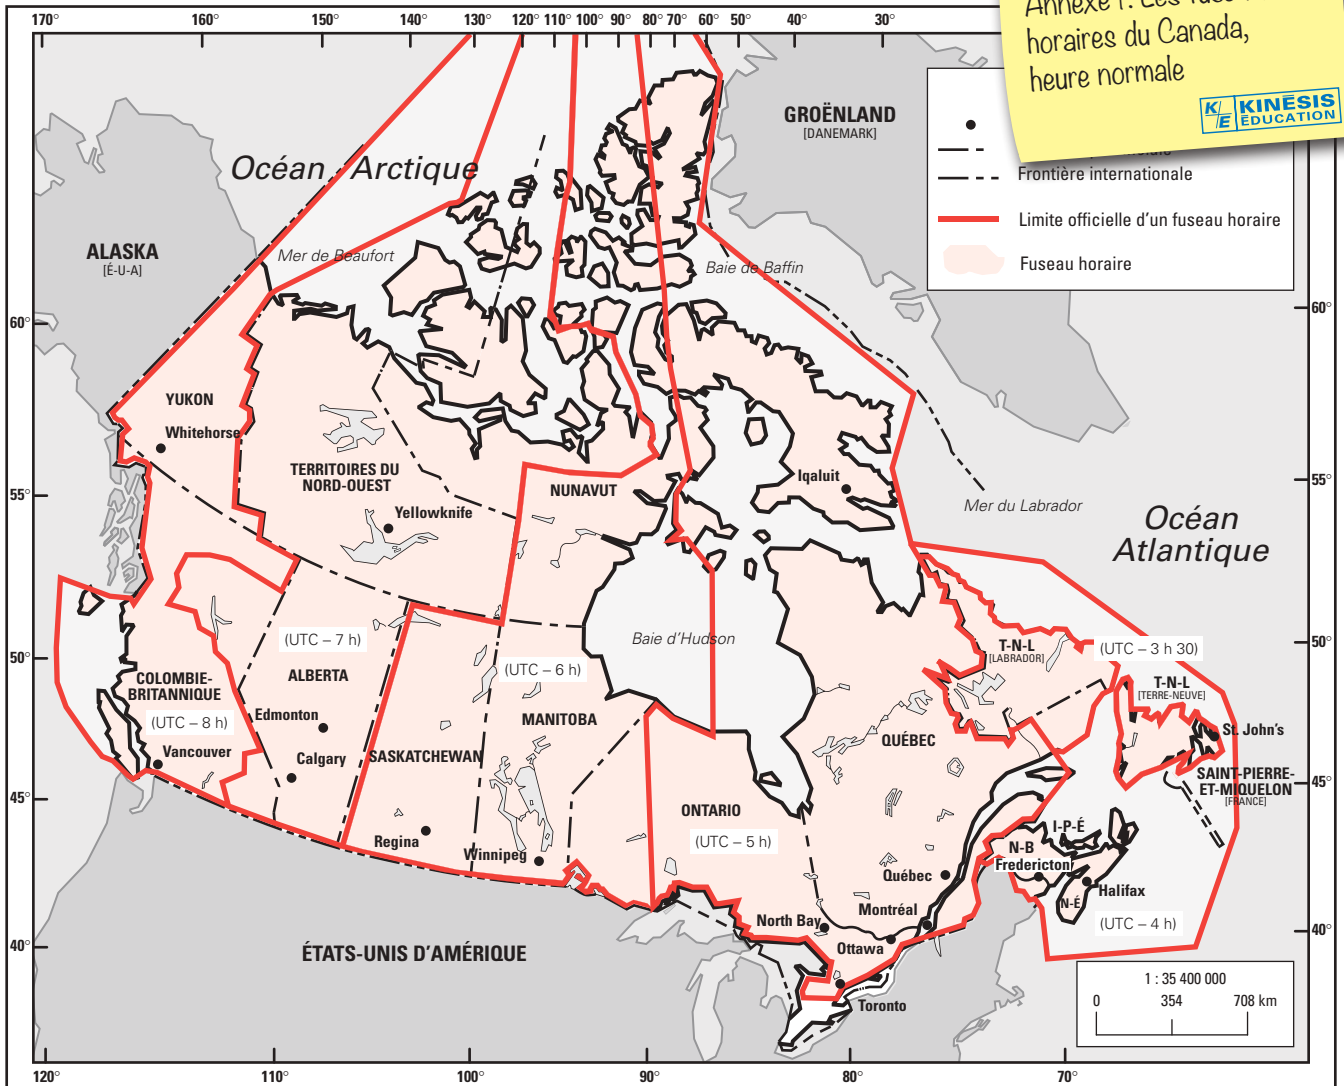 170° 160° 150° 140° 130° 120° 110° 100° 90° 80° 70° 60° 50° 40° 30°
horaires du Canada,
heure normale
K/É KINÉSIS
ÉDUCATION
GROËNLAND
[DANEMARK]
Frontière internationale
Limite officielle d'un fuseau horaire
Fuseau horaire
Océan Arctique
ALASKA
[É-U-A]
Mer de Beaufort
Baie de Baffin
60°
60°
YUKON
Whitehorse
TERRITOIRES DU
NORD-OUEST
Yellowknife
NUNAVUT
Iqaluit
Mer du Labrador
55°
55°
Océan
Atlantique
(UTC – 7 h)
Baie d'Hudson
T-N-L
[LABRADOR]
(UTC – 3 h 30)
50°
50°
(UTC – 6 h)
COLOMBIE-
BRITANNIQUE
(UTC – 8 h)
ALBERTA
T-N-L
[TERRE-NEUVE]
Edmonton
MANITOBA
QUÉBEC
St. John's
Vancouver
Calgary
SASKATCHEWAN
SAINT-PIERRE-
ET-MIQUELON
[FRANCE]
45°
45°
ONTARIO
(UTC – 5 h)
I-P-É
N-B
Fredericton
Regina
Winnipeg
Québec
Halifax
N-É
Montréal
(UTC – 4 h)
North Bay
Ottawa
40°
40°
ÉTATS-UNIS D'AMÉRIQUE
Toronto
1 : 35 400 000
0 354 708 km
120° 110° 100° 90° 80° 70°